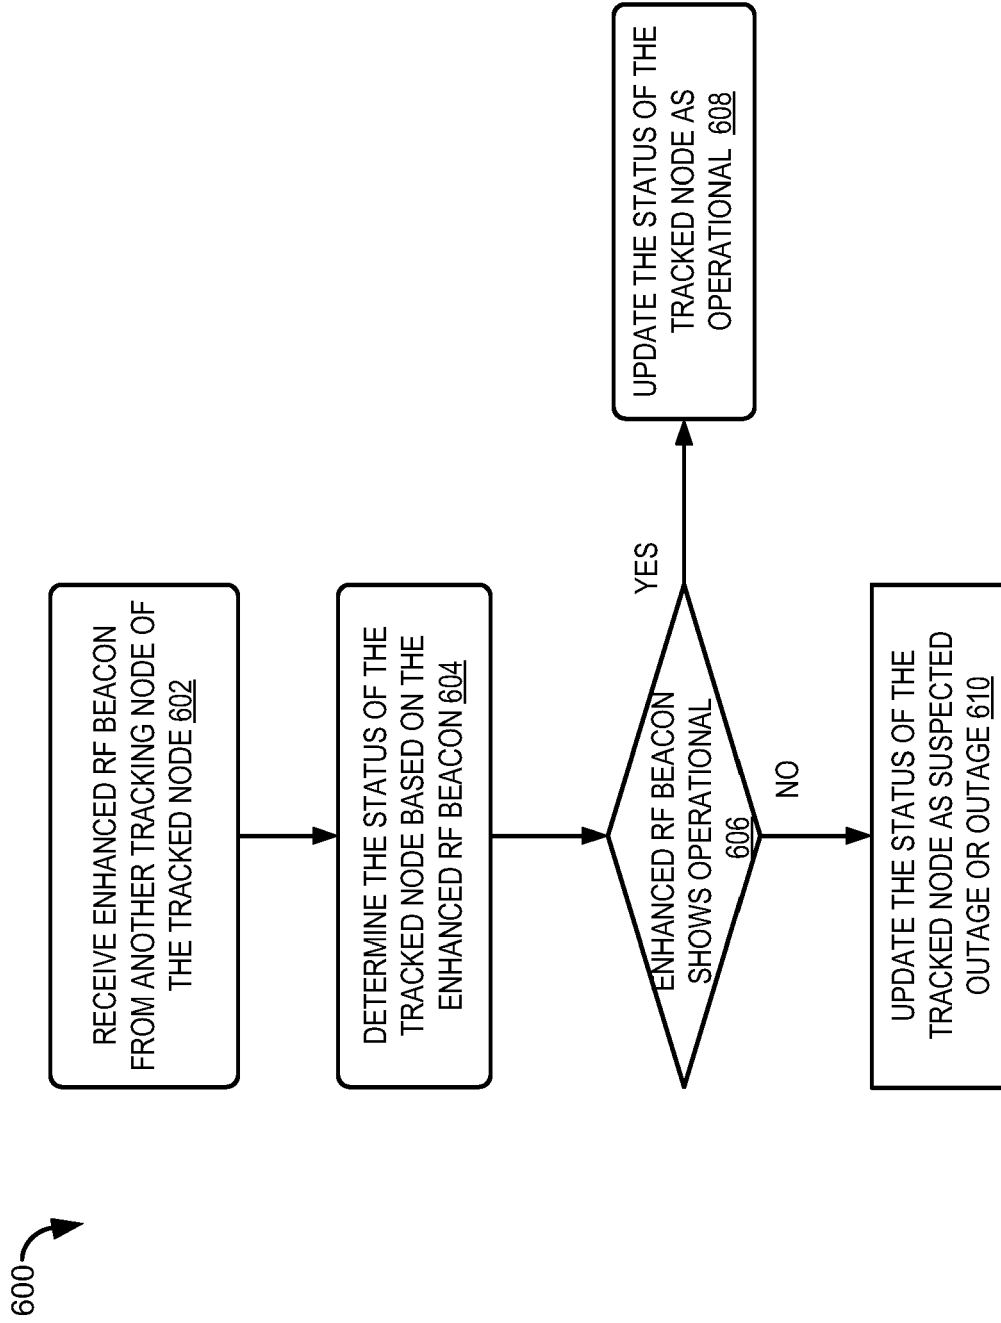 600
RECEIVE ENHANCED RF BEACON
FROM ANOTHER TRACKING NODE OF
THE TRACKED NODE 602
DETERMINE THE STATUS OF THE
TRACKED NODE BASED ON THE
ENHANCED RF BEACON 604
ENHANCED RF BEACON
SHOWS OPERATIONAL
606
YES
UPDATE THE STATUS OF THE
TRACKED NODE AS
OPERATIONAL 608
NO
UPDATE THE STATUS OF THE
TRACKED NODE AS SUSPECTED
OUTAGE OR OUTAGE 610